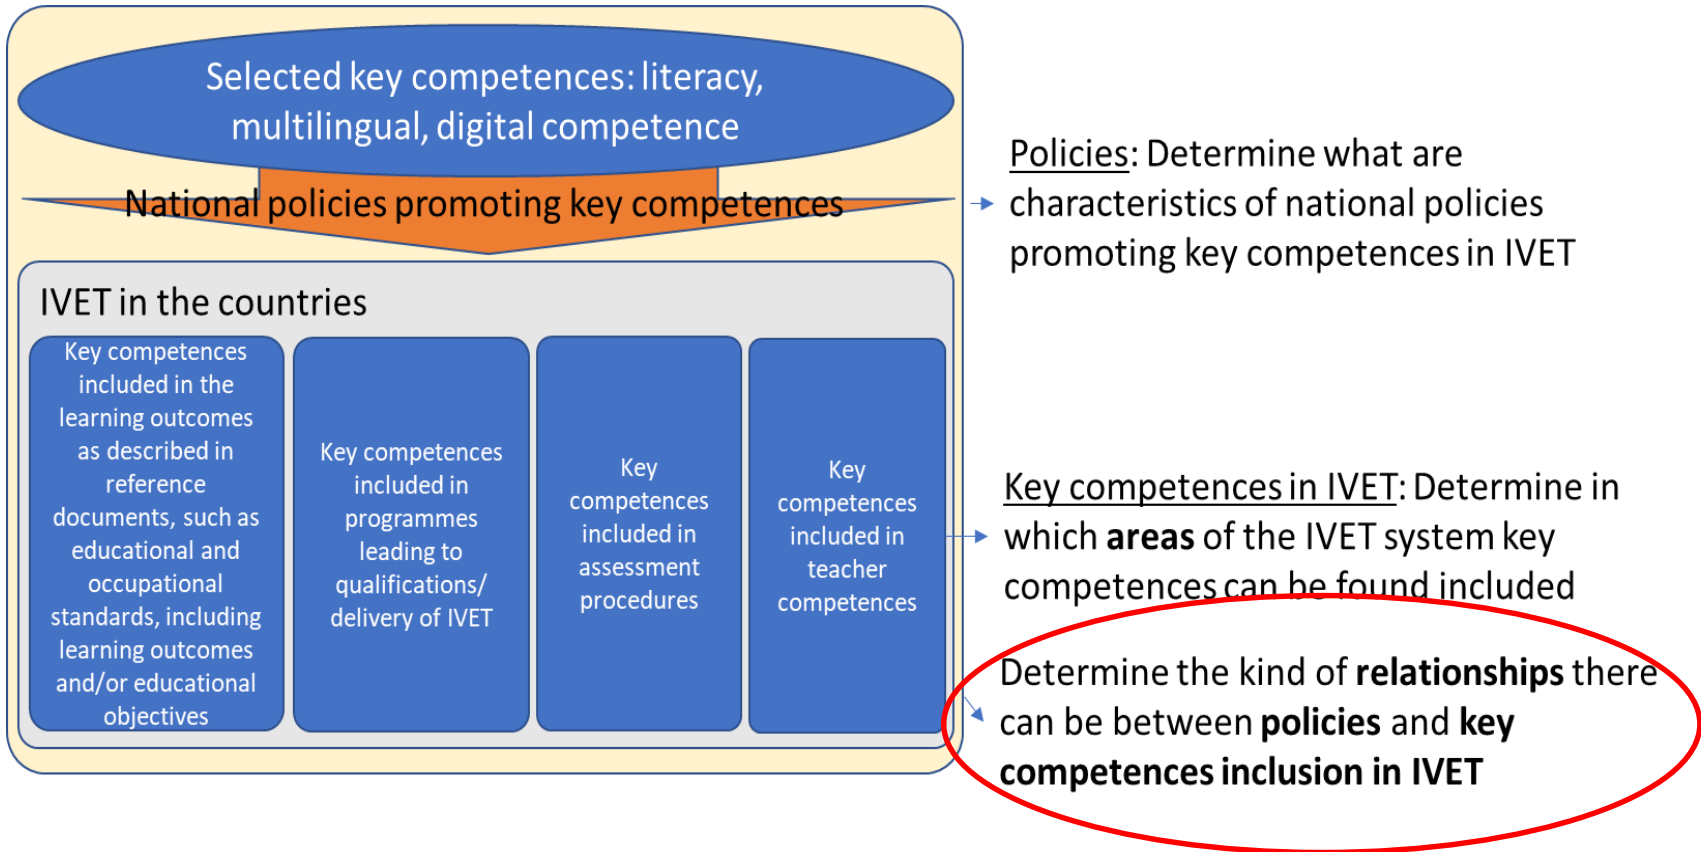 Selected key competences: literacy,
multilingual, digital competence
National policies promoting key competences
IVET in the countries
Key competences
included in the
learning outcomes
as described in
reference
documents, such as
educational and
occupational
standards, including
learning outcomes
and/or educational
objectives
Key competences
included in
programmes
leading to
qualifications/
delivery of IVET
Key
competences
included in
assessment
procedures
Key
competences
included in
teacher
competences
Policies: Determine what are
characteristics of national policies
promoting key competences in IVET
Key competences in IVET: Determine in
which areas of the IVET system key
competences can be found included
Determine the kind of relationships there
can be between policies and key
competences inclusion in IVET